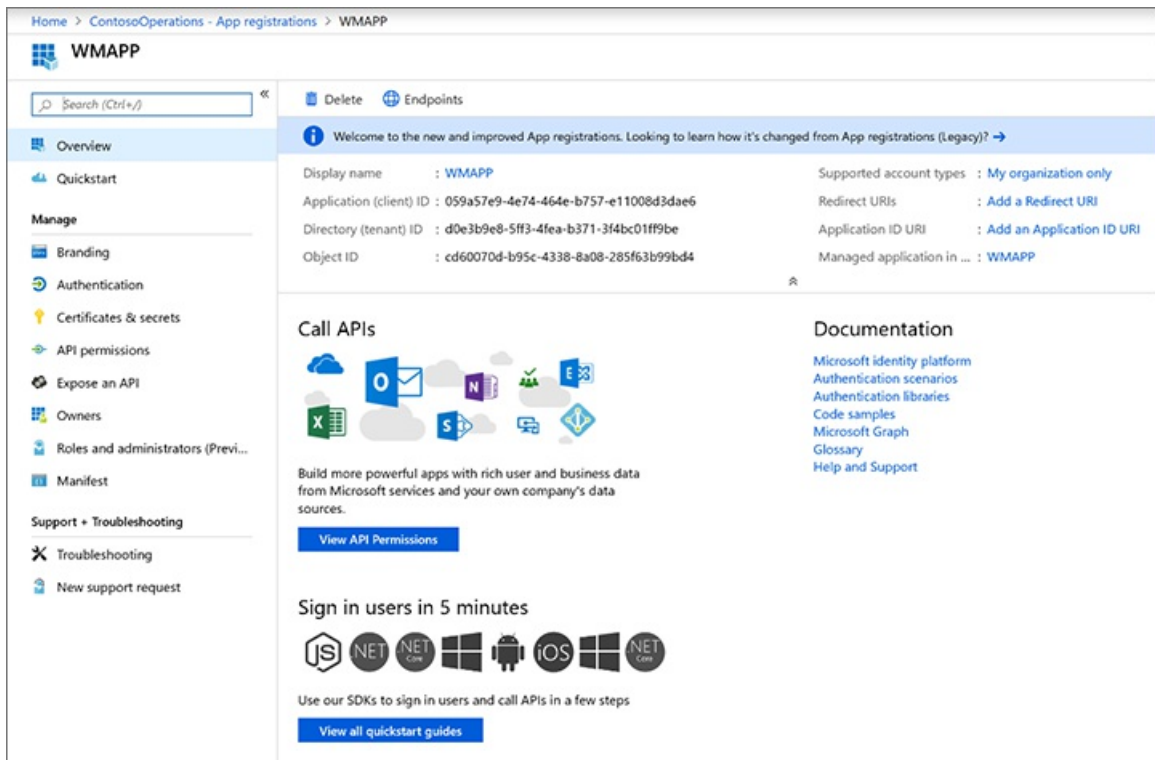 Home > ContosoOperations - App registrations > WMAPP
WMAPP
Search (Ctrl+/)
«
Overview
Quickstart
Manage
Branding
Authentication
Certificates & secrets
API permissions
Expose an API
Owners
Roles and administrators (Previ...
Manifest
Support + Troubleshooting
Troubleshooting
New support request
Delete Endpoints
Welcome to the new and improved App registrations. Looking to learn how it's changed from App registrations (Legacy)? →
Display name : WMAPP
Application (client) ID : 059a57e9-4e74-464e-b757-e11008d3dae6
Directory (tenant) ID : d0e3b9e8-5ff3-4fea-b371-3f4bc01ff9be
Object ID : cd60070d-b95c-4338-8a08-285f63b99bd4
Supported account types : My organization only
Redirect URIs : Add a Redirect URI
Application ID URI : Add an Application ID URI
Managed application in ... : WMAPP
Call APIs
O N E
X S
Build more powerful apps with rich user and business data
from Microsoft services and your own company's data
sources.
View API Permissions
Sign in users in 5 minutes
JS .NET .NET Core iOS .NET Core
Use our SDKs to sign in users and call APIs in a few steps
View all quickstart guides
Documentation
Microsoft identity platform
Authentication scenarios
Authentication libraries
Code samples
Microsoft Graph
Glossary
Help and Support